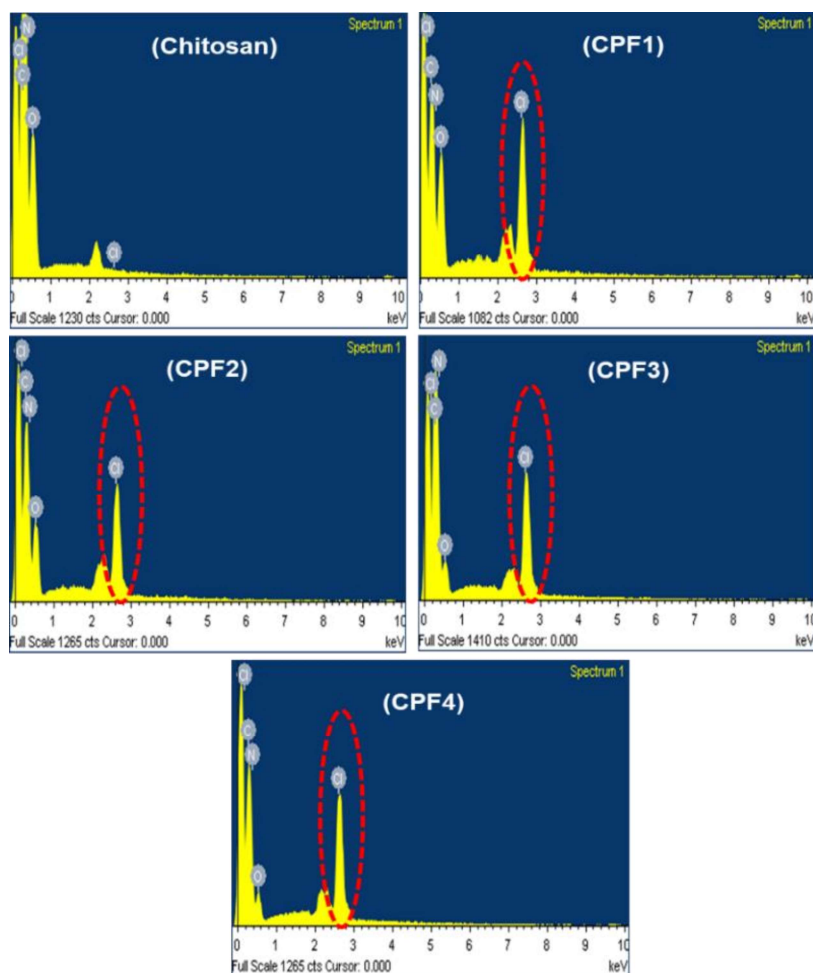 Spectrum 1
(Chitosan)
N
Cl
C
O
Cl
0 1 2 3 4 5 6 7 8 9 10
Full Scale 1230 cts Cursor: 0.000 keV
Spectrum 1
(CPF1)
Cl
C
N
O
Cl
0 1 2 3 4 5 6 7 8 9 10
Full Scale 1082 cts Cursor: 0.000 keV
Spectrum 1
(CPF2)
Cl
C
N
O
Cl
0 1 2 3 4 5 6 7 8 9 10
Full Scale 1265 cts Cursor: 0.000 keV
Spectrum 1
(CPF3)
N
Cl
C
O
Cl
0 1 2 3 4 5 6 7 8 9 10
Full Scale 1410 cts Cursor: 0.000 keV
Spectrum 1
(CPF4)
Cl
C
N
O
Cl
0 1 2 3 4 5 6 7 8 9 10
Full Scale 1265 cts Cursor: 0.000 keV